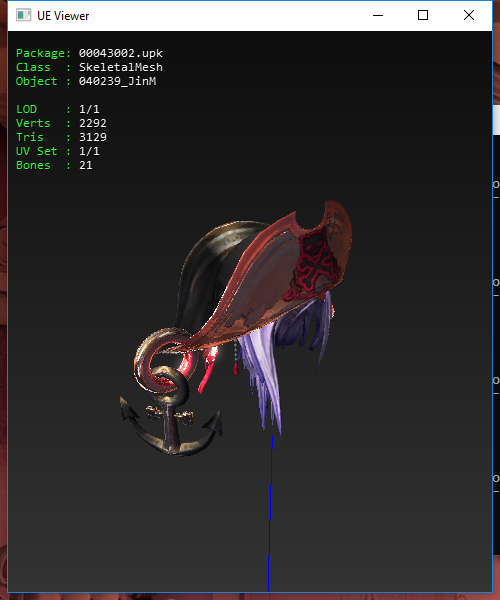 UE Viewer
Package: 00043002.upk
Class : SkeletalMesh
Object : 040239_JinM
LOD : 1/1
Verts : 2292
Tris : 3129
UV Set : 1/1
Bones : 21